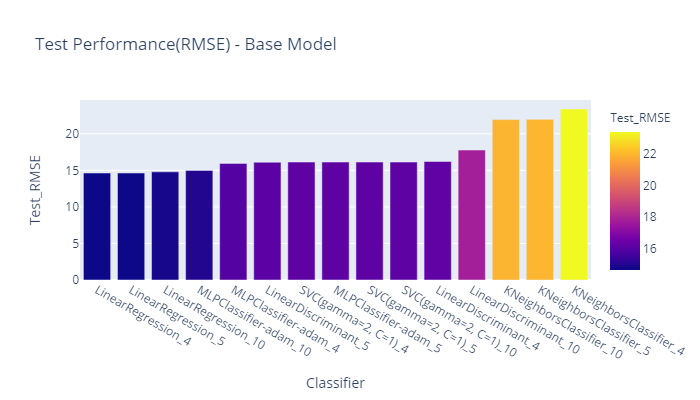 Test Performance(RMSE) - Base Model
Test_RMSE
20
15
10
5
0
Test_RMSE
22
20
18
16
LinearRegression_4
LinearRegression_5
LinearRegression_10
MLPClassifier-adam_10
MLPClassifier-adam_4
LinearDiscriminant_5
SVC(gamma=2, C=1)_4
MLPClassifier-adam_5
SVC(gamma=2, C=1)_5
SVC(gamma=2, C=1)_10
LinearDiscriminant_4
LinearDiscriminant_10
KNeighborsClassifier_10
KNeighborsClassifier_5
KNeighborsClassifier_4
Classifier